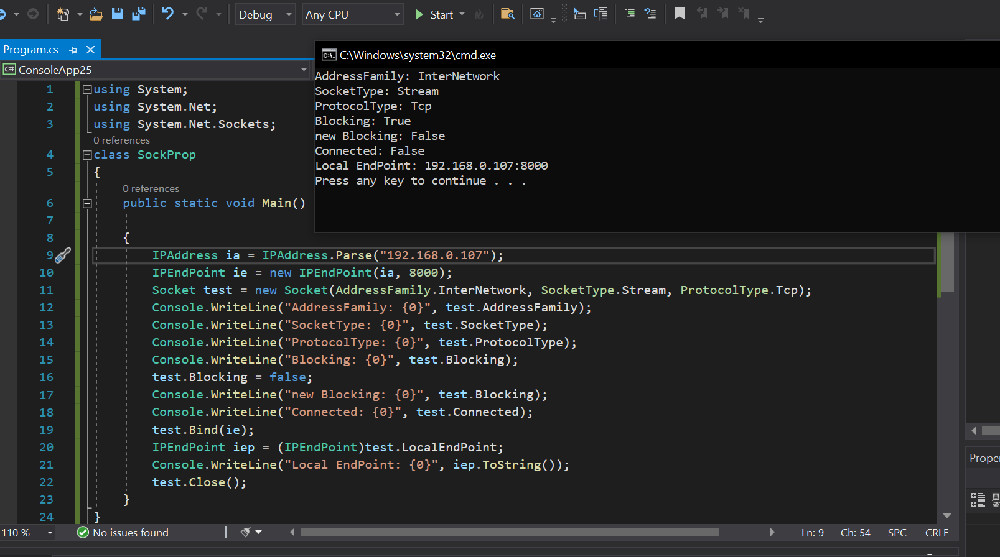 Debug
Any CPU
Start
Program.cs
C:\Windows\system32\cmd.exe
C# ConsoleApp25
AddressFamily: InterNetwork
SocketType: Stream
ProtocolType: Tcp
Blocking: True
new Blocking: False
Connected: False
Local EndPoint: 192.168.0.107:8000
Press any key to continue . . .
1 using System;
2 using System.Net;
3 using System.Net.Sockets;
0 references
4 class SockProp
5 {
0 references
6 public static void Main()
7
8 {
9 IPAddress ia = IPAddress.Parse("192.168.0.107");
10 IPEndPoint ie = new IPEndPoint(ia, 8000);
11 Socket test = new Socket(AddressFamily.InterNetwork, SocketType.Stream, ProtocolType.Tcp);
12 Console.WriteLine("AddressFamily: {0}", test.AddressFamily);
13 Console.WriteLine("SocketType: {0}", test.SocketType);
14 Console.WriteLine("ProtocolType: {0}", test.ProtocolType);
15 Console.WriteLine("Blocking: {0}", test.Blocking);
16 test.Blocking = false;
17 Console.WriteLine("new Blocking: {0}", test.Blocking);
18 Console.WriteLine("Connected: {0}", test.Connected);
19 test.Bind(ie);
20 IPEndPoint iep = (IPEndPoint)test.LocalEndPoint;
21 Console.WriteLine("Local EndPoint: {0}", iep.ToString());
22 test.Close();
23 }
24 }
Proper
110 %
No issues found
Ln: 9 Ch: 54 SPC CRLF